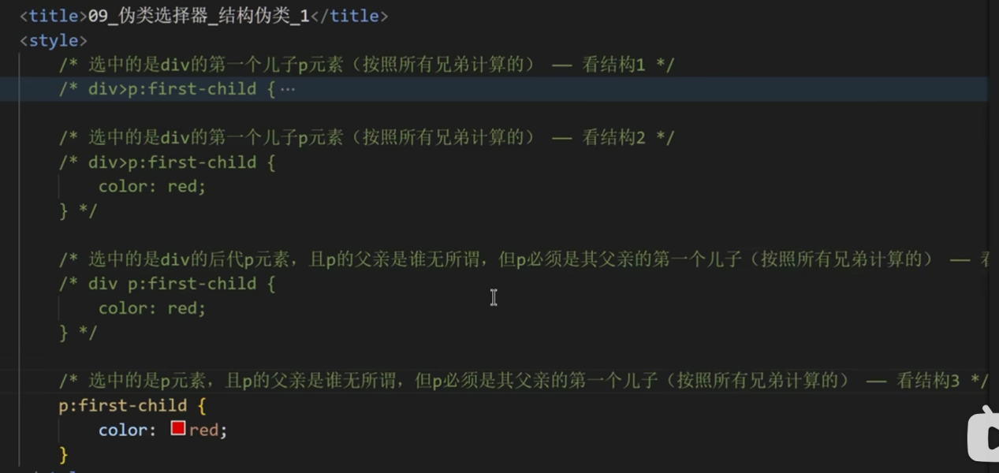 <title>09_伪类选择器_结构伪类_1</title>
<style>
/* 选中的是div的第一个儿子p元素（按照所有兄弟计算的） —— 看结构1 */
/* div>p:first-child {···
/* 选中的是div的第一个儿子p元素（按照所有兄弟计算的） —— 看结构2 */
/* div>p:first-child {
color: red;
} */
/* 选中的是div的后代p元素，且p的父亲是谁无所谓，但p必须是其父亲的第一个儿子（按照所有兄弟计算的） ——
/* div p:first-child {
color: red;
} */
/* 选中的是p元素，且p的父亲是谁无所谓，但p必须是其父亲的第一个儿子（按照所有兄弟计算的） —— 看结构3 */
p:first-child {
color: red;
}